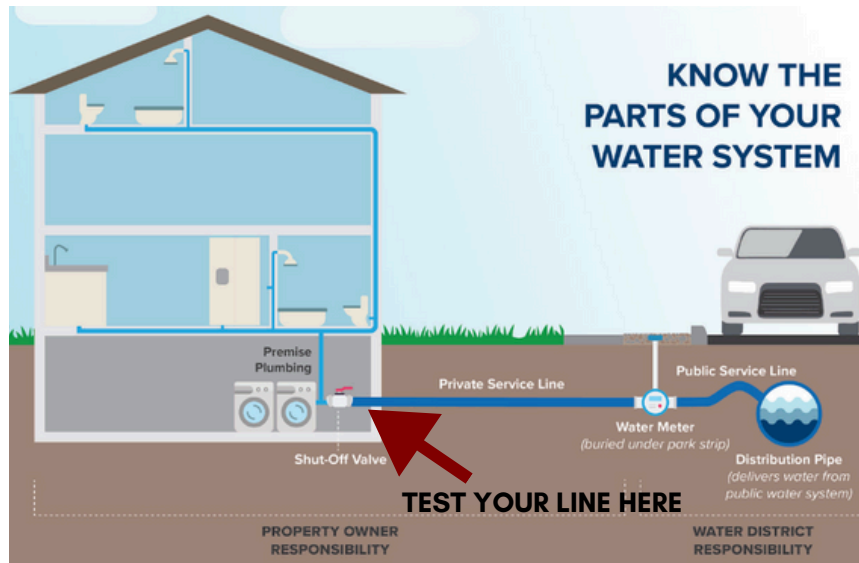 KNOW THE
PARTS OF YOUR
WATER SYSTEM
Premise
Plumbing
Private Service Line
Public Service Line
Water Meter
(buried under park strip)
Shut-Off Valve
Distribution Pipe
(delivers water from
public water system)
TEST YOUR LINE HERE
PROPERTY OWNER
RESPONSIBILITY
WATER DISTRICT
RESPONSIBILITY